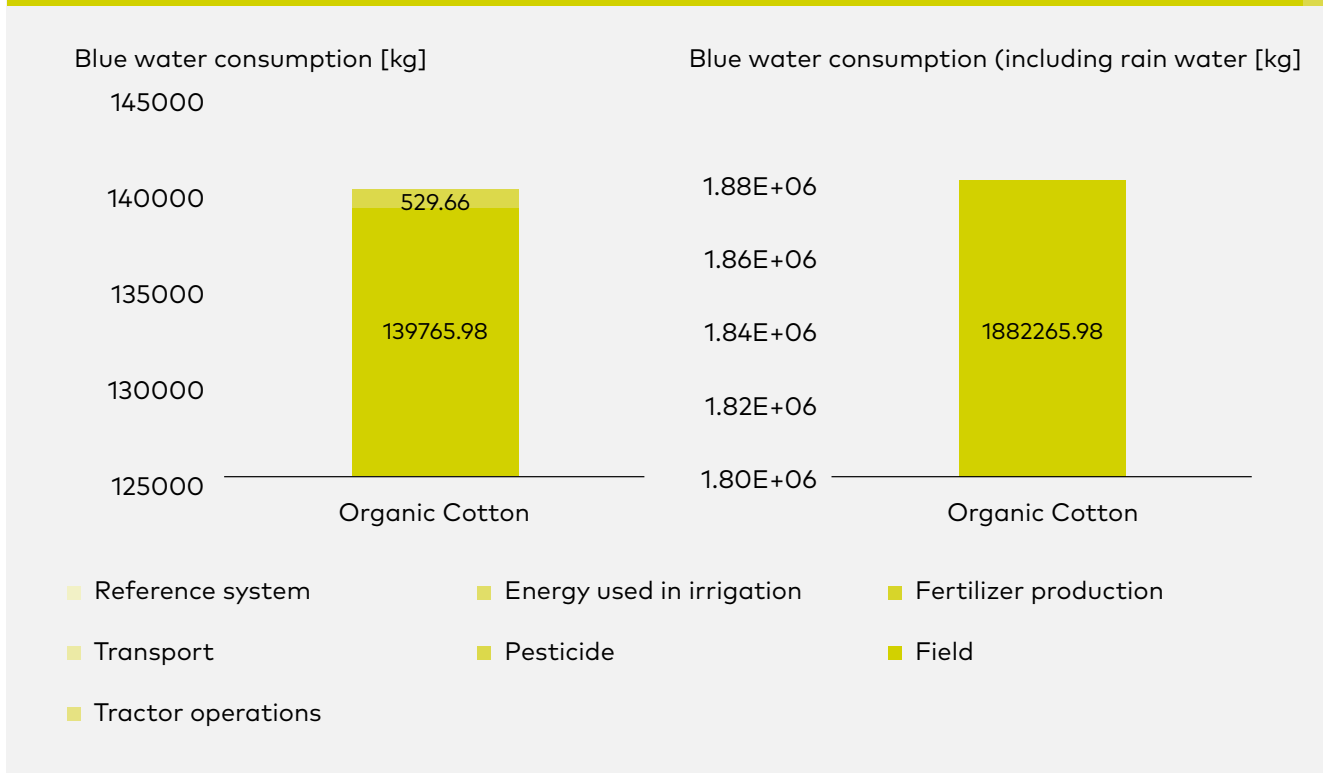 Blue water consumption [kg]
145000
140000
135000
130000
125000
529.66
139765.98
Organic Cotton
Blue water consumption (including rain water [kg]
1.88E+06
1.86E+06
1.84E+06
1.82E+06
1.80E+06
1882265.98
Organic Cotton
Reference system
Energy used in irrigation
Fertilizer production
Transport
Pesticide
Field
Tractor operations